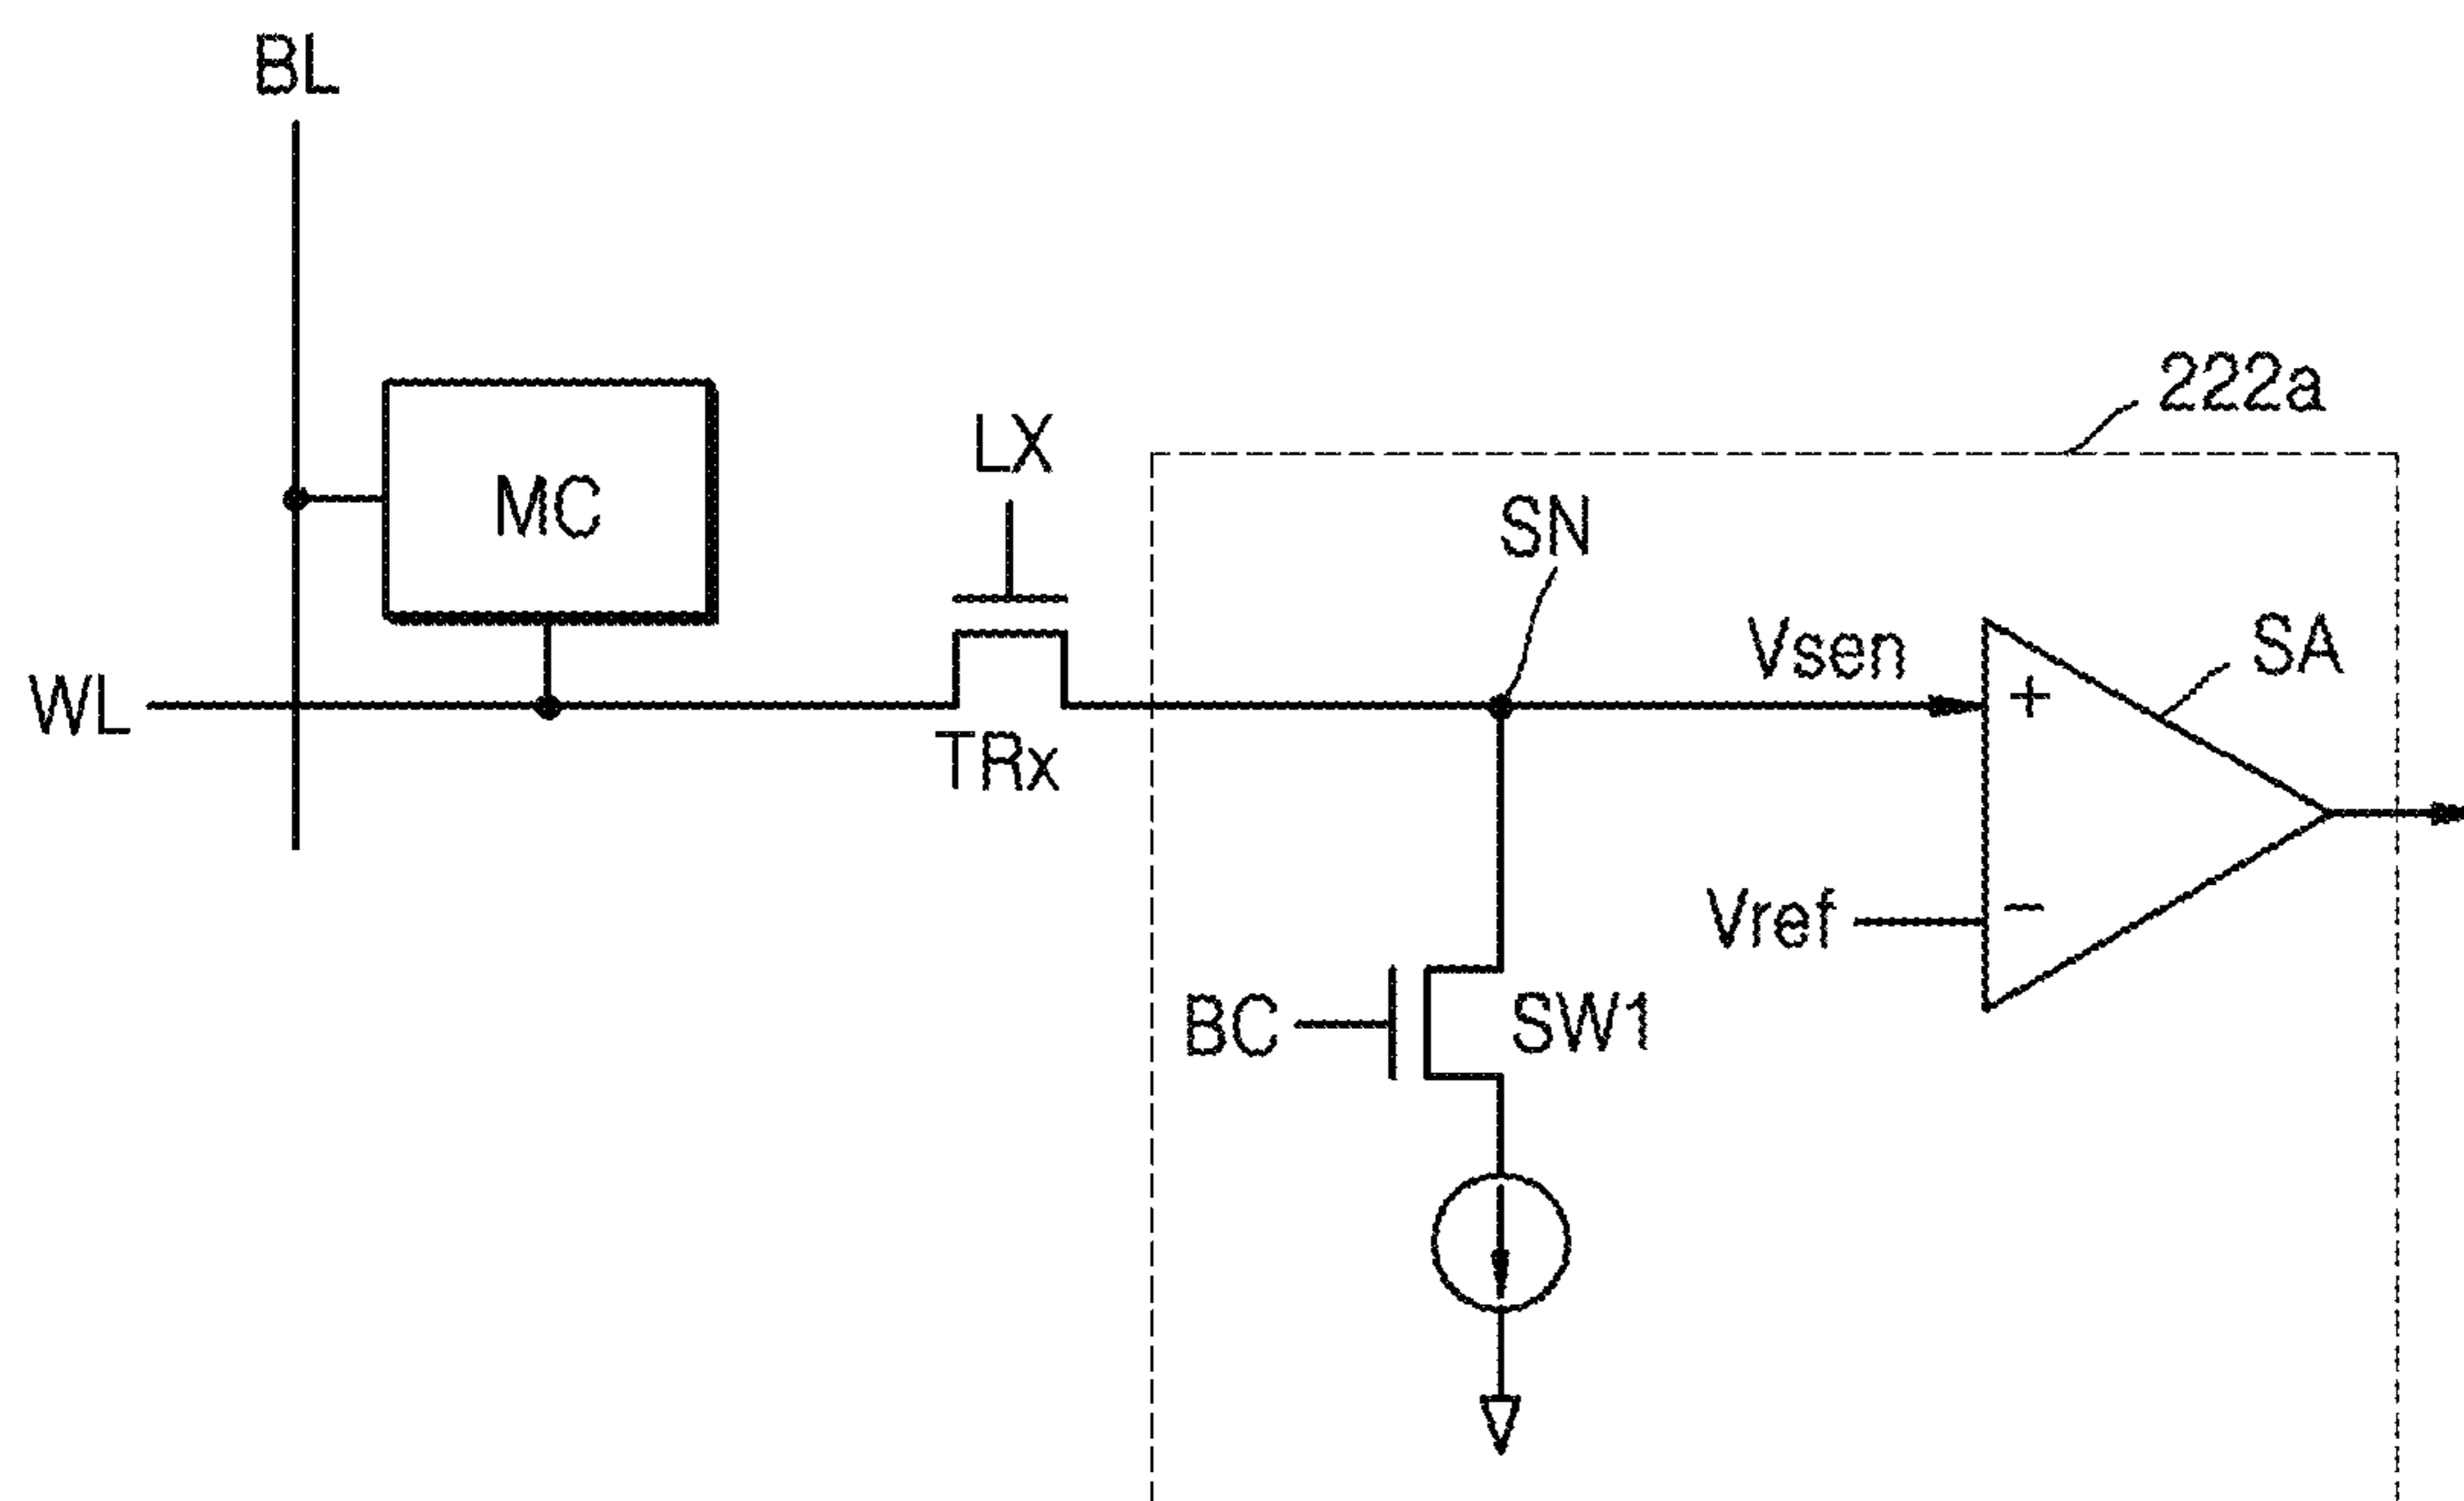 BL
222a
LX
MC
SN
Vsen
SA
WL
+
TRx
Vref
−
BC
SW1